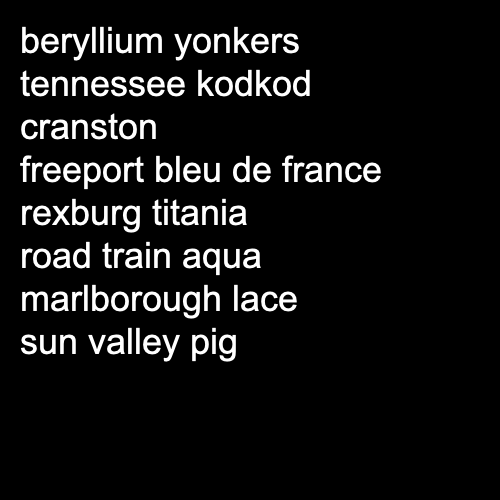 beryllium yonkers
tennessee kodkod
cranston
freeport bleu de france
rexburg titania
road train aqua
marlborough lace
sun valley pig